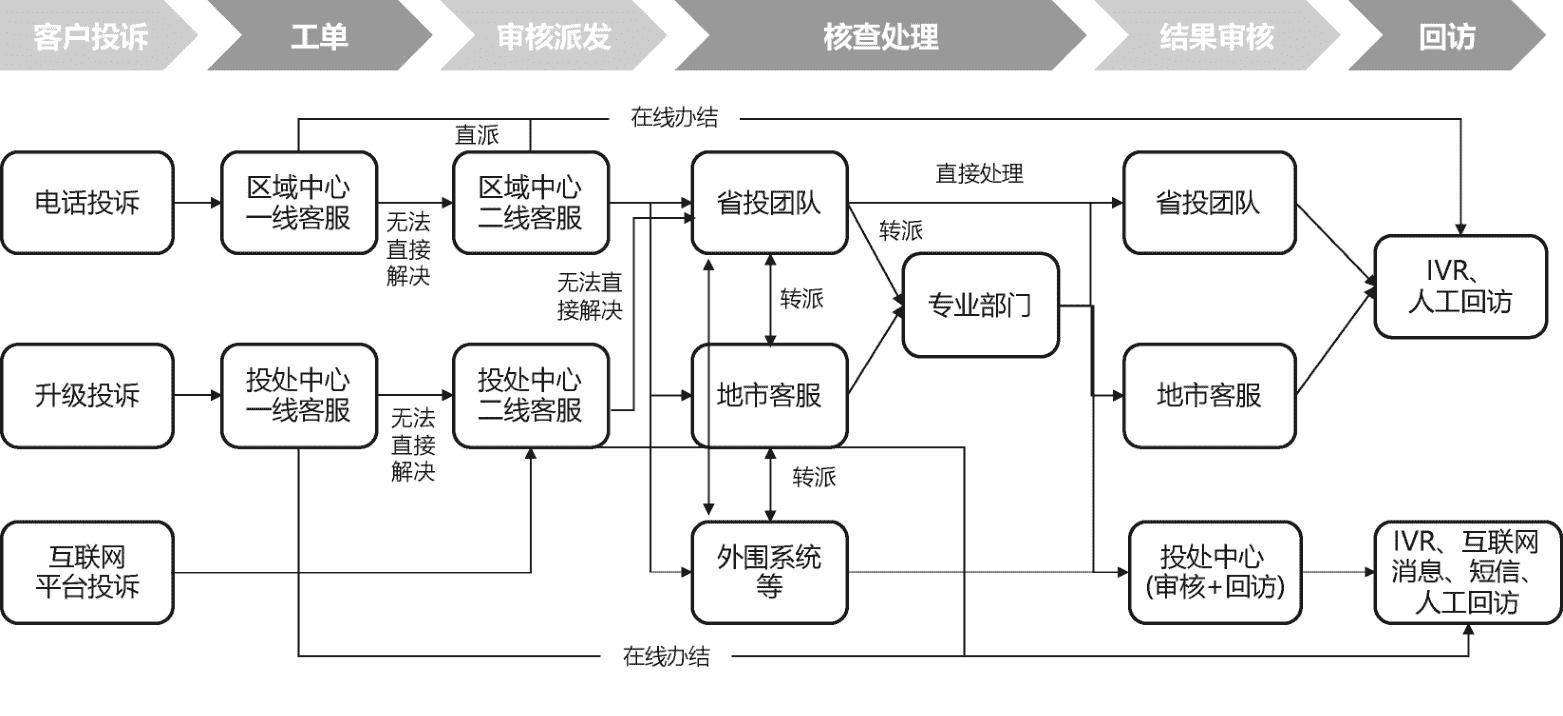 客户投诉
工单
审核派发
核查处理
结果审核
回访
在线办结
直派
电话投诉
区域中心
一线客服
无法
直接
解决
区域中心
二线客服
省投团队
直接处理
省投团队
转派
无法直
接解决
转派
专业部门
IVR、
人工回访
升级投诉
投处中心
一线客服
无法
直接
解决
投处中心
二线客服
地市客服
地市客服
转派
互联网
平台投诉
外围系统
等
投处中心
(审核+回访)
IVR、互联网
消息、短信、
人工回访
在线办结